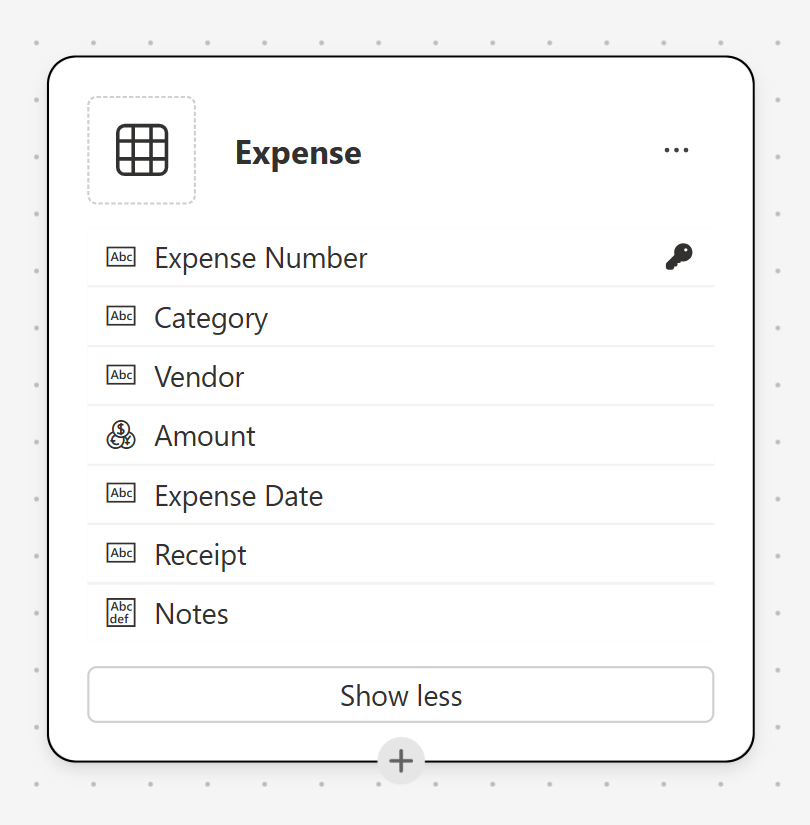 Expense
Abc Expense Number
Abc Category
Abc Vendor
$ € ¥ Amount
Abc Expense Date
Abc Receipt
Abc
def Notes
Show less